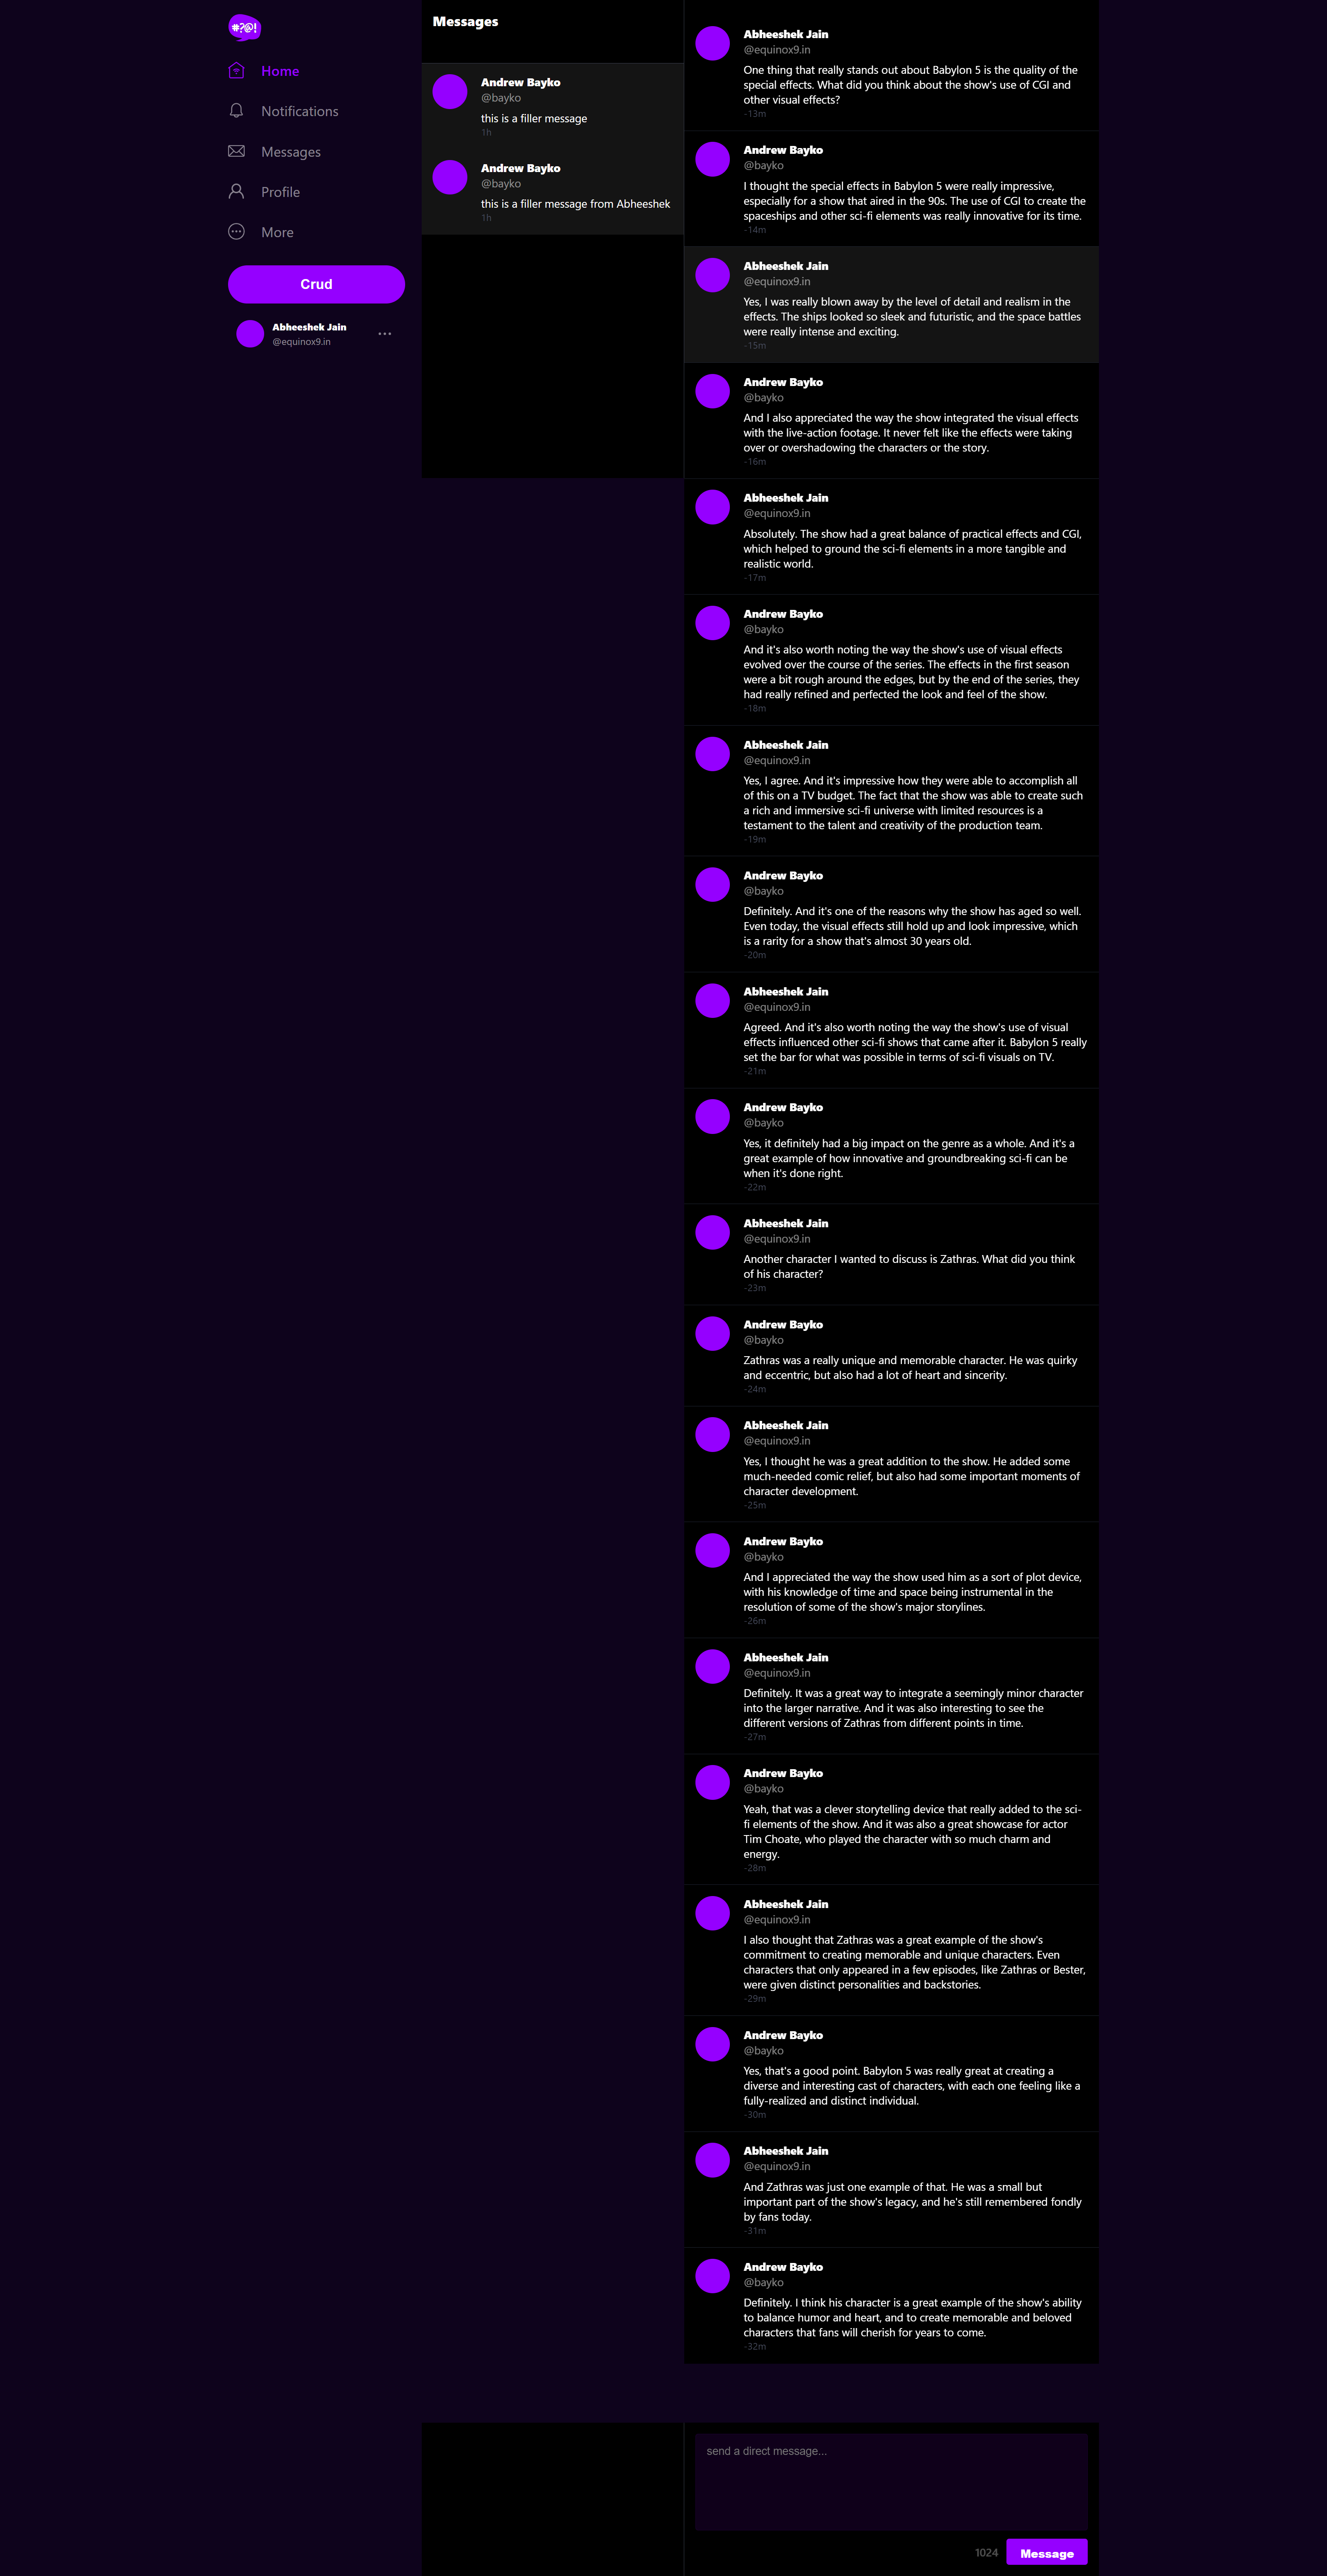 #?@!
Home
Notifications
Messages
Profile
More
Crud
Abheeshek Jain
@equinox9.in
Messages
Andrew Bayko
@bayko
this is a filler message
1h
Andrew Bayko
@bayko
this is a filler message from Abheeshek
1h
Abheeshek Jain
@equinox9.in
One thing that really stands out about Babylon 5 is the quality of the
special effects. What did you think about the show's use of CGI and
other visual effects?
-13m
Andrew Bayko
@bayko
I thought the special effects in Babylon 5 were really impressive,
especially for a show that aired in the 90s. The use of CGI to create the
spaceships and other sci-fi elements was really innovative for its time.
-14m
Abheeshek Jain
@equinox9.in
Yes, I was really blown away by the level of detail and realism in the
effects. The ships looked so sleek and futuristic, and the space battles
were really intense and exciting.
-15m
Andrew Bayko
@bayko
And I also appreciated the way the show integrated the visual effects
with the live-action footage. It never felt like the effects were taking
over or overshadowing the characters or the story.
-16m
Abheeshek Jain
@equinox9.in
Absolutely. The show had a great balance of practical effects and CGI,
which helped to ground the sci-fi elements in a more tangible and
realistic world.
-17m
Andrew Bayko
@bayko
And it's also worth noting the way the show's use of visual effects
evolved over the course of the series. The effects in the first season
were a bit rough around the edges, but by the end of the series, they
had really refined and perfected the look and feel of the show.
-18m
Abheeshek Jain
@equinox9.in
Yes, I agree. And it's impressive how they were able to accomplish all
of this on a TV budget. The fact that the show was able to create such
a rich and immersive sci-fi universe with limited resources is a
testament to the talent and creativity of the production team.
-19m
Andrew Bayko
@bayko
Definitely. And it's one of the reasons why the show has aged so well.
Even today, the visual effects still hold up and look impressive, which
is a rarity for a show that's almost 30 years old.
-20m
Abheeshek Jain
@equinox9.in
Agreed. And it's also worth noting the way the show's use of visual
effects influenced other sci-fi shows that came after it. Babylon 5 really
set the bar for what was possible in terms of sci-fi visuals on TV.
-21m
Andrew Bayko
@bayko
Yes, it definitely had a big impact on the genre as a whole. And it's a
great example of how innovative and groundbreaking sci-fi can be
when it's done right.
-22m
Abheeshek Jain
@equinox9.in
Another character I wanted to discuss is Zathras. What did you think
of his character?
-23m
Andrew Bayko
@bayko
Zathras was a really unique and memorable character. He was quirky
and eccentric, but also had a lot of heart and sincerity.
-24m
Abheeshek Jain
@equinox9.in
Yes, I thought he was a great addition to the show. He added some
much-needed comic relief, but also had some important moments of
character development.
-25m
Andrew Bayko
@bayko
And I appreciated the way the show used him as a sort of plot device,
with his knowledge of time and space being instrumental in the
resolution of some of the show's major storylines.
-26m
Abheeshek Jain
@equinox9.in
Definitely. It was a great way to integrate a seemingly minor character
into the larger narrative. And it was also interesting to see the
different versions of Zathras from different points in time.
-27m
Andrew Bayko
@bayko
Yeah, that was a clever storytelling device that really added to the sci-
fi elements of the show. And it was also a great showcase for actor
Tim Choate, who played the character with so much charm and
energy.
-28m
Abheeshek Jain
@equinox9.in
I also thought that Zathras was a great example of the show's
commitment to creating memorable and unique characters. Even
characters that only appeared in a few episodes, like Zathras or Bester,
were given distinct personalities and backstories.
-29m
Andrew Bayko
@bayko
Yes, that's a good point. Babylon 5 was really great at creating a
diverse and interesting cast of characters, with each one feeling like a
fully-realized and distinct individual.
-30m
Abheeshek Jain
@equinox9.in
And Zathras was just one example of that. He was a small but
important part of the show's legacy, and he's still remembered fondly
by fans today.
-31m
Andrew Bayko
@bayko
Definitely. I think his character is a great example of the show's ability
to balance humor and heart, and to create memorable and beloved
characters that fans will cherish for years to come.
-32m
send a direct message...
1024
Message